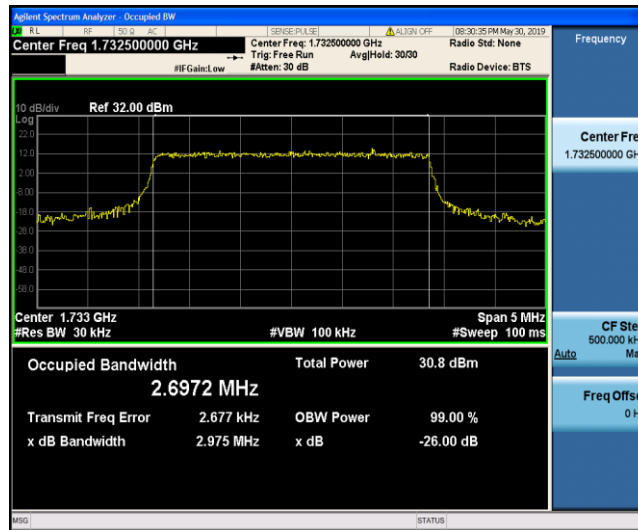 Agilent Spectrum Analyzer - Occupied BW
RL RF 50 Ω AC SENSE:PULSE ALIGN OFF 08:30:35 PM May 30, 2019
Center Freq 1.732500000 GHz Center Freq: 1.732500000 GHz Radio Std: None Frequency
Trig: Free Run Avg|Hold: 30/30
#IFGain:Low #Atten: 30 dB Radio Device: BTS
10 dB/div Ref 32.00 dBm
Log
22.0
12.0
2.00
-8.00
-18.0
-28.0
-38.0
-48.0
-58.0
Center Fre
1.732500000 GH
Center 1.733 GHz Span 5 MHz
#Res BW 30 kHz #VBW 100 kHz #Sweep 100 ms
CF Ste
500.000 kH
Auto Ma
Occupied Bandwidth Total Power 30.8 dBm
2.6972 MHz
Transmit Freq Error 2.677 kHz OBW Power 99.00 %
x dB Bandwidth 2.975 MHz x dB -26.00 dB
Freq Offse
0 H
MSG STATUS